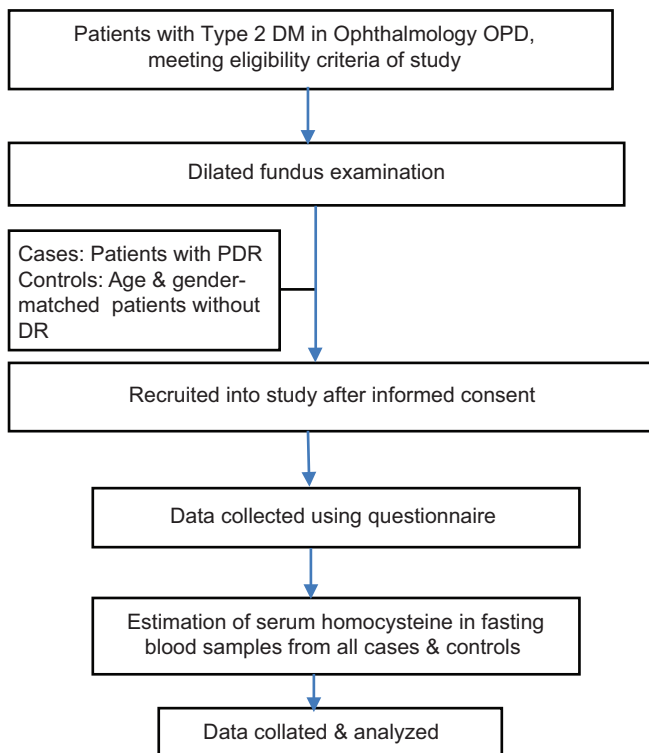 Patients with Type 2 DM in Ophthalmology OPD,
meeting eligibility criteria of study
Dilated fundus examination
Cases: Patients with PDR
Controls: Age & gender-
matched patients without
DR
Recruited into study after informed consent
Data collected using questionnaire
Estimation of serum homocysteine in fasting
blood samples from all cases & controls
Data collated & analyzed